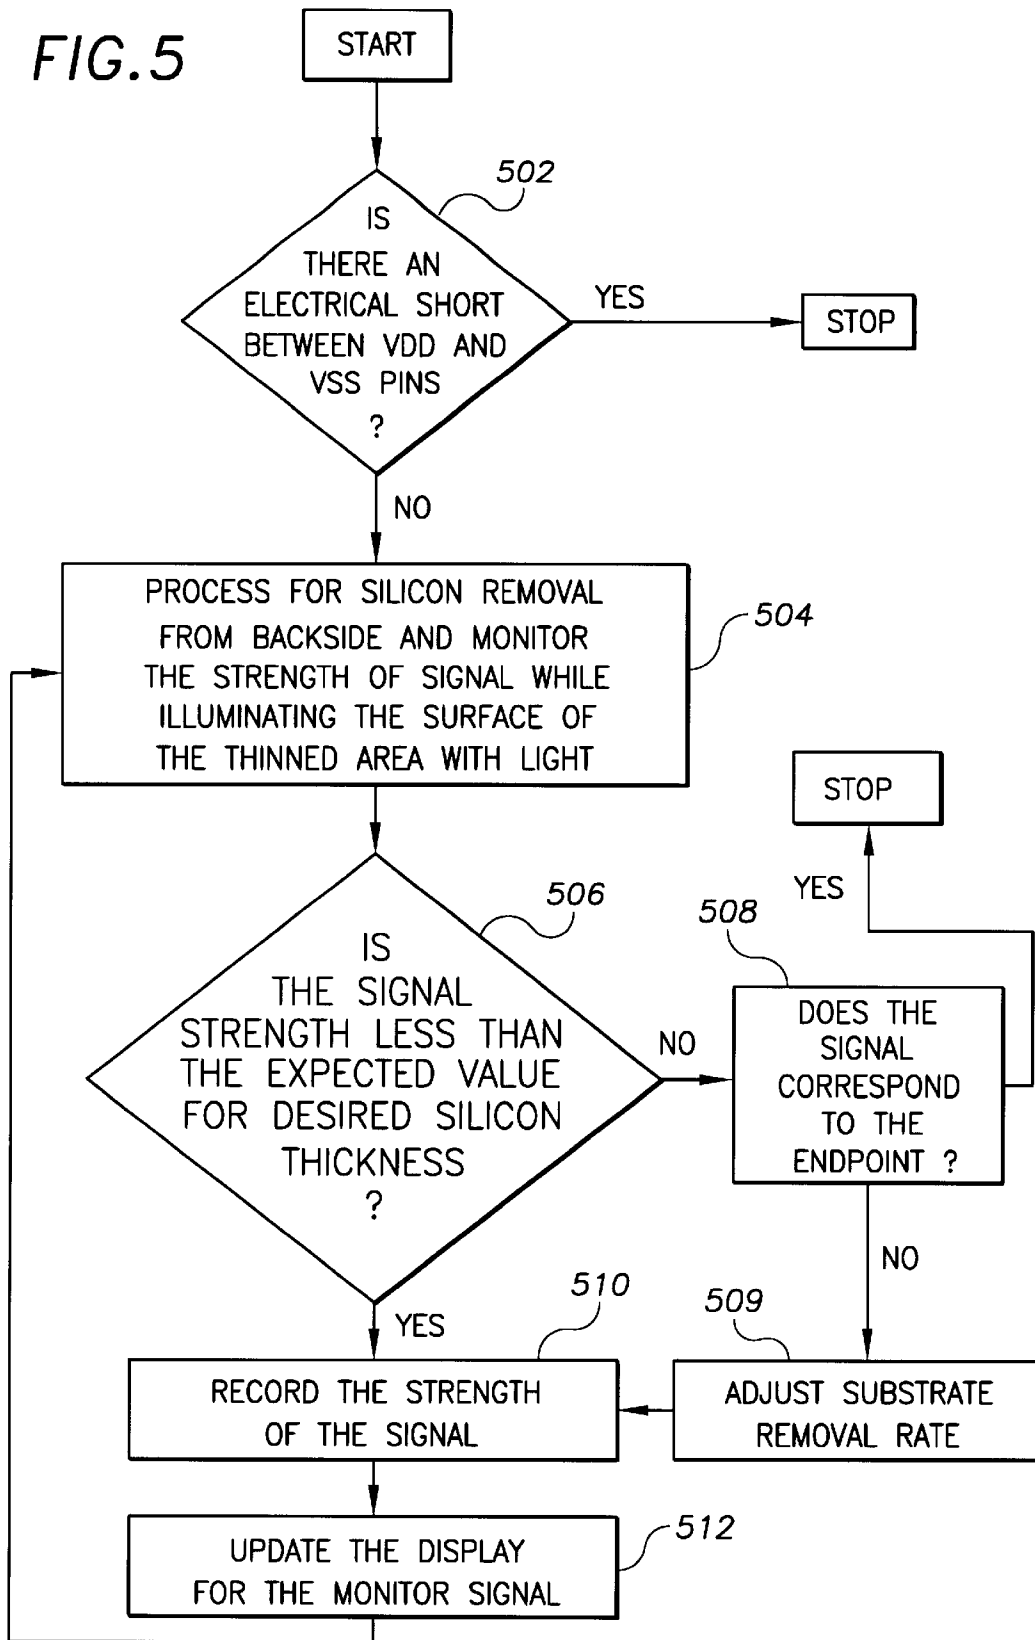 FIG.5
START
502
IS
THERE AN
ELECTRICAL SHORT
BETWEEN VDD AND
VSS PINS
?
YES
STOP
NO
PROCESS FOR SILICON REMOVAL
FROM BACKSIDE AND MONITOR
THE STRENGTH OF SIGNAL WHILE
ILLUMINATING THE SURFACE OF
THE THINNED AREA WITH LIGHT
504
STOP
YES
506
IS
THE SIGNAL
STRENGTH LESS THAN
THE EXPECTED VALUE
FOR DESIRED SILICON
THICKNESS
?
NO
508
DOES THE
SIGNAL
CORRESPOND
TO THE
ENDPOINT ?
NO
YES
510
RECORD THE STRENGTH
OF THE SIGNAL
509
ADJUST SUBSTRATE
REMOVAL RATE
UPDATE THE DISPLAY
FOR THE MONITOR SIGNAL
512